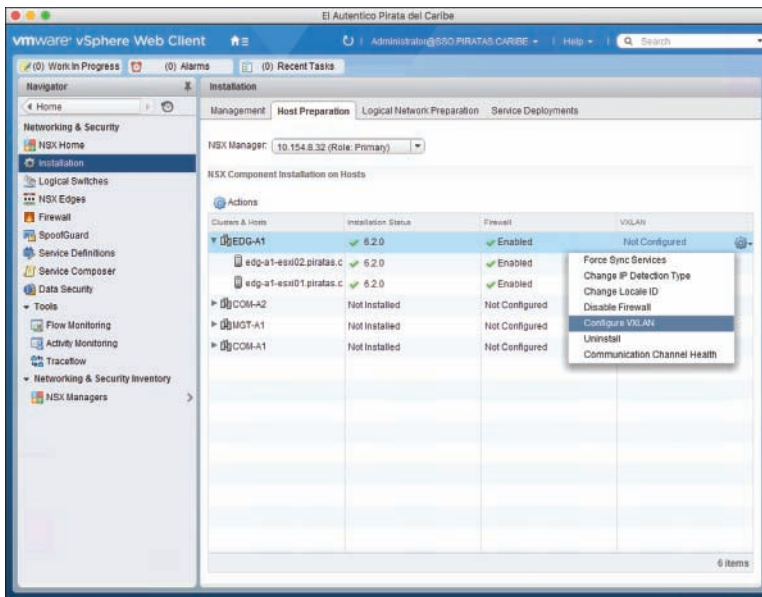 El Autentico Pirata del Caribe
vmware® vSphere Web Client
Administrator@SSO.PIRATAS.CARIBE
Help
Search
(0) Work In Progress
(0) Alarms
(0) Recent Tasks
Navigator
Home
Networking & Security
NSX Home
Installation
Logical Switches
NSX Edges
Firewall
SpoofGuard
Service Definitions
Service Composer
Data Security
Tools
Flow Monitoring
Activity Monitoring
Traceflow
Networking & Security Inventory
NSX Managers
Installation
Management Host Preparation Logical Network Preparation Service Deployments
NSX Manager: 10.154.8.32 (Role: Primary)
NSX Component Installation on Hosts
Actions
Clusters & Hosts Installation Status Firewall VXLAN
EDG-A1 6.2.0 Enabled Not Configured
edg-a1-esxi02.piratas.c 6.2.0 Enabled
edg-a1-esxi01.piratas.c 6.2.0 Enabled
COM-A2 Not Installed Not Configured
MGT-A1 Not Installed Not Configured
COM-A1 Not Installed Not Configured
Force Sync Services
Change IP Detection Type
Change Locale ID
Disable Firewall
Configure VXLAN
Uninstall
Communication Channel Health
6 items